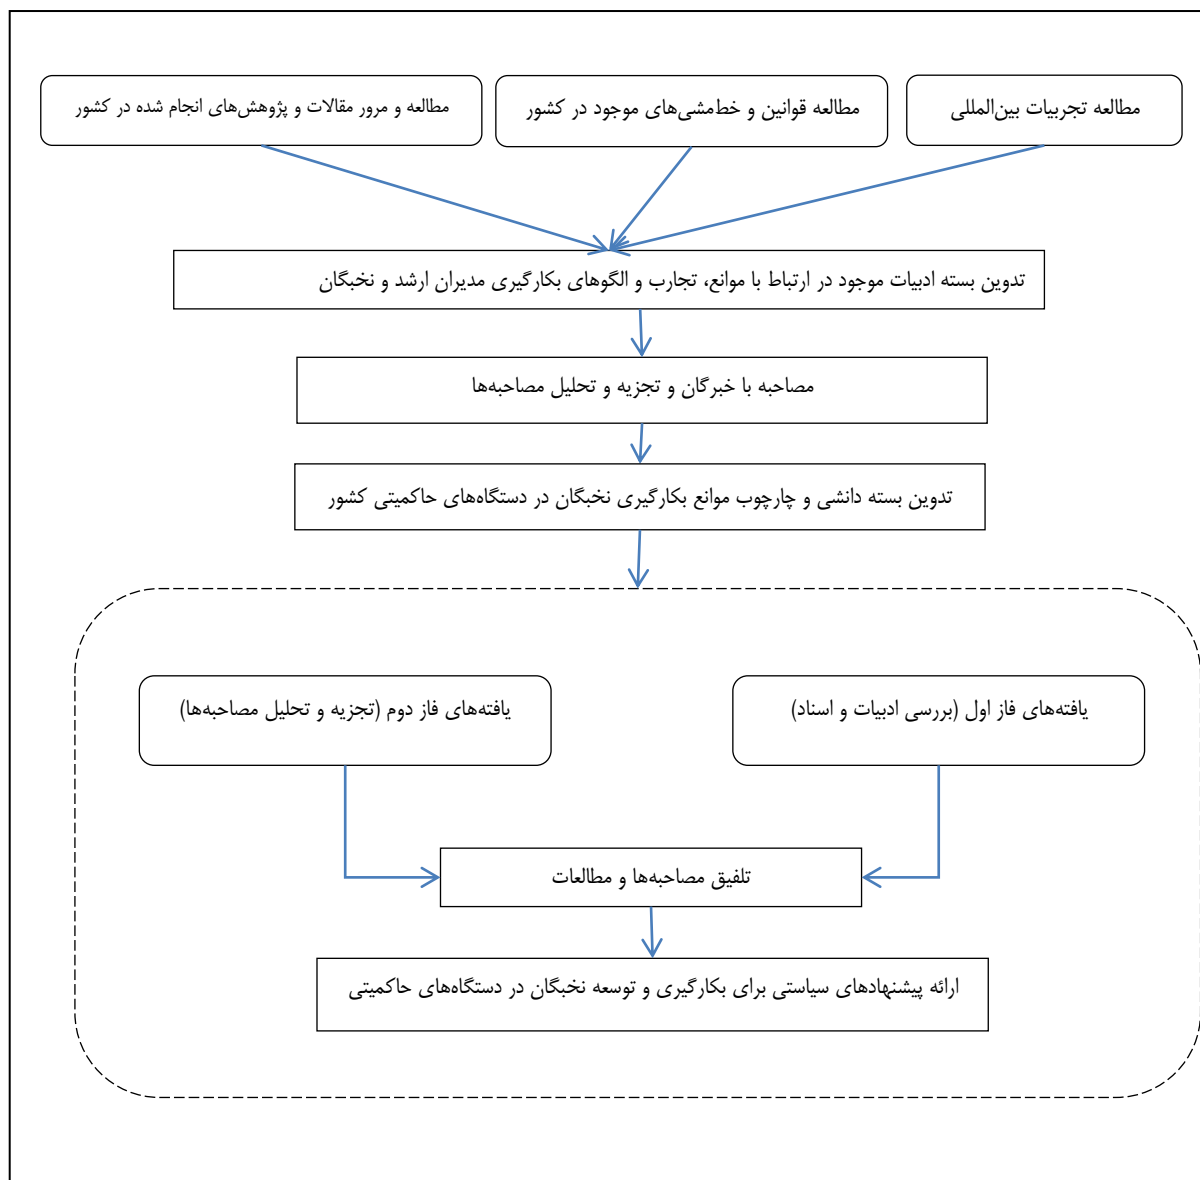 مطالعه تجربیات بین‌المللی
مطالعه قوانین و خط‌مشی‌های موجود در کشور
مطالعه و مرور مقالات و پژوهش‌های انجام شده در کشور
تدوین بسته ادبیات موجود در ارتباط با موانع، تجارب و الگوهای بکارگیری مدیران ارشد و نخبگان
مصاحبه با خبرگان و تجزیه و تحلیل مصاحبه‌ها
تدوین بسته دانشی و چارچوب موانع بکارگیری نخبگان در دستگاه‌های حاکمیتی کشور
یافته‌های فاز اول (بررسی ادبیات و اسناد)
یافته‌های فاز دوم (تجزیه و تحلیل مصاحبه‌ها)
تلفیق مصاحبه‌ها و مطالعات
ارائه پیشنهادهای سیاستی برای بکارگیری و توسعه نخبگان در دستگاه‌های حاکمیتی